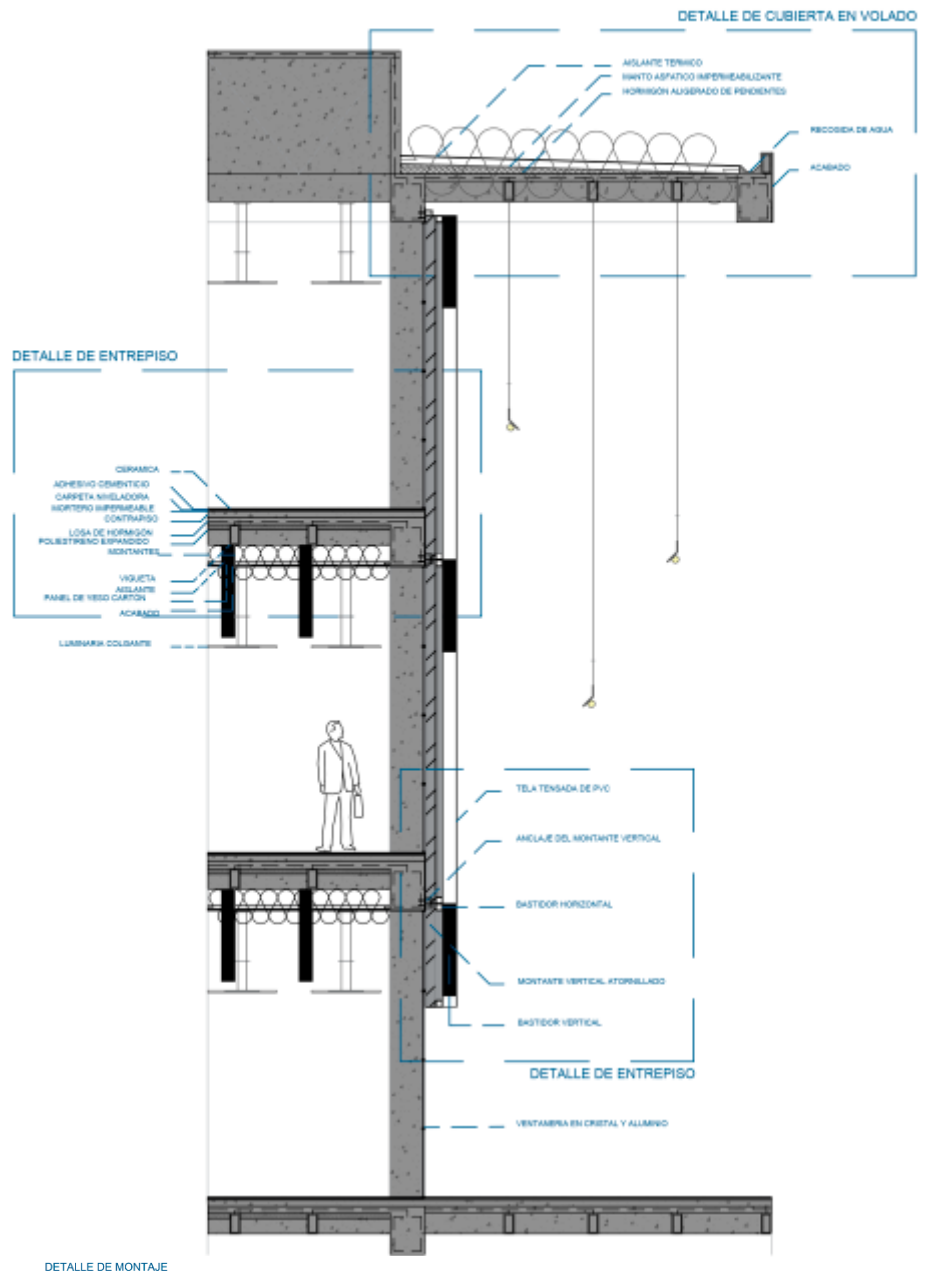 DETALLE DE CUBIERTA EN VOLADO
AISLANTE TERMICO
MANTO ASFATICO IMPERMEABILIZANTE
HORMIGÓN ALIGERADO DE PENDIENTES
RECOGIDA DE AGUA
ACABADO
DETALLE DE ENTREPISO
CERAMICA
ADHESIVO CEMENTICIO
CARPETA NIVELADORA
MORTERO IMPERMEABLE
CONTRAPISO
LOSA DE HORMIGON
POLIESTIRENO EXPANDIDO
MONTANTES
VIGUETA
AISLANTE
PANEL DE YESO CARTÓN
ACABADO
LUMINARIA COLGANTE
TELA TENSADA DE PVC
ANCLAJE DEL MONTANTE VERTICAL
BASTIDOR HORIZONTAL
MONTANTE VERTICAL ATORNILLADO
BASTIDOR VERTICAL
DETALLE DE ENTREPISO
VENTANERIA EN CRISTAL Y ALUMINIO
DETALLE DE MONTAJE